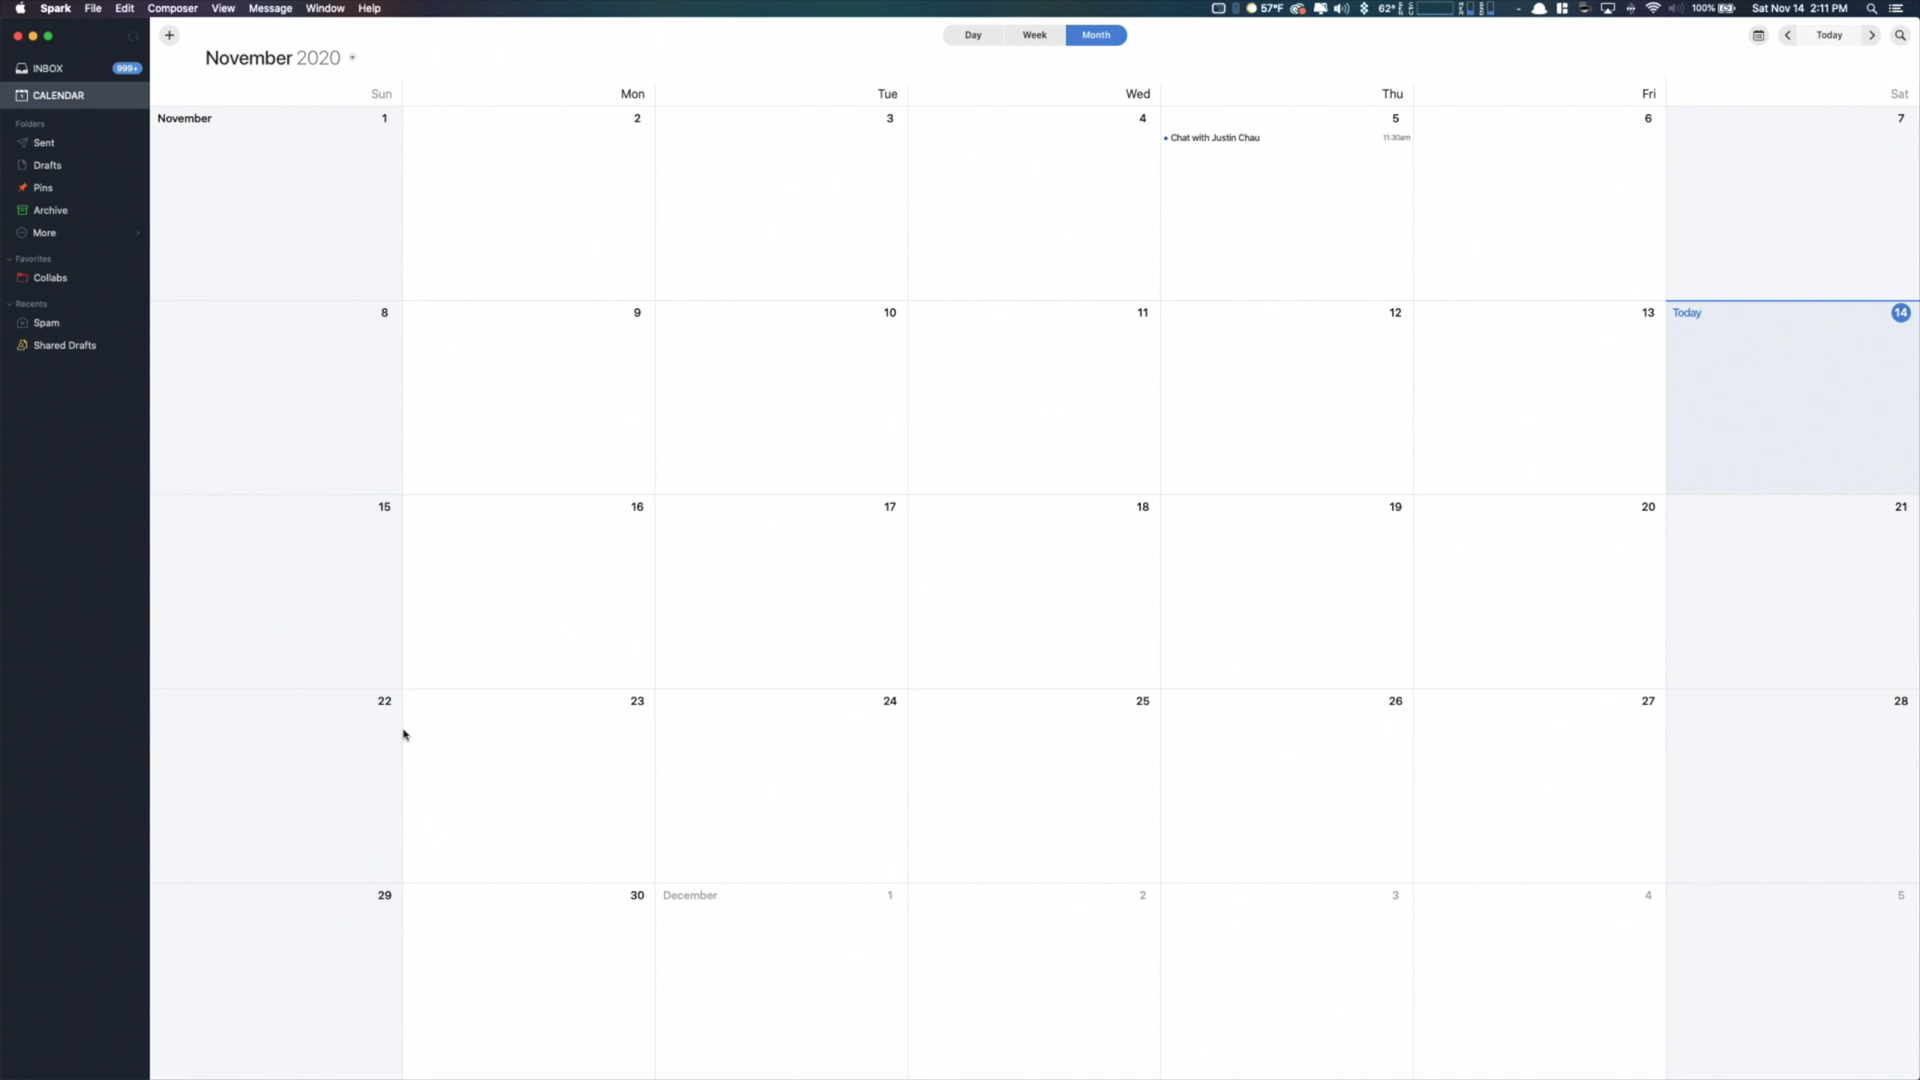 Spark File Edit Composer View Message Window Help
57°F 62° 100% Sat Nov 14 2:11 PM
INBOX 999+
CALENDAR
Folders
Sent
Drafts
Pins
Archive
More
Favorites
Collabs
Recents
Spam
Shared Drafts
November 2020
Day Week Month
Today
Sun Mon Tue Wed Thu Fri Sat
November 1 2 3 4 5 6 7
Chat with Justin Chau 11:30am
8 9 10 11 12 13 Today 14
15 16 17 18 19 20 21
22 23 24 25 26 27 28
29 30 December 1 2 3 4 5